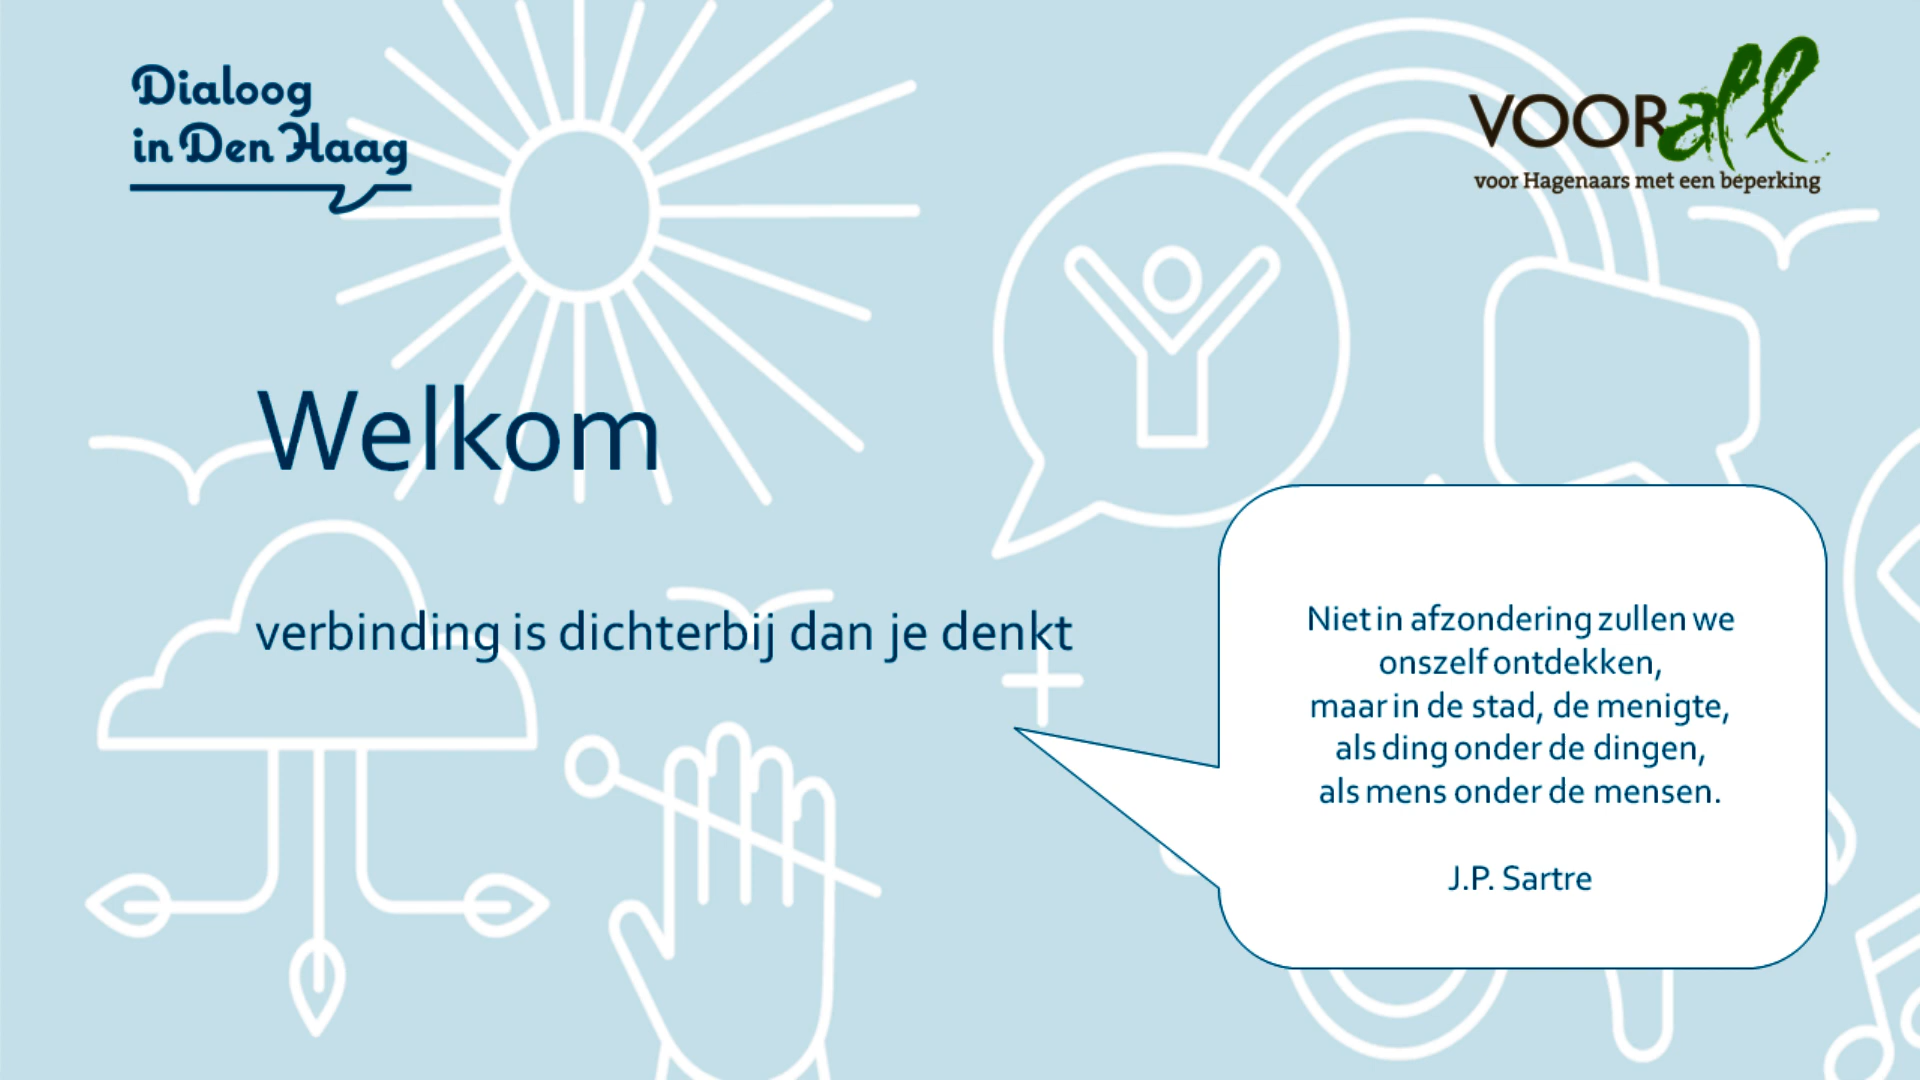 Dialoog
in Den Haag
VOORall
voor Hagenaars met een beperking
Welkom
verbinding is dichterbij dan je denkt
Niet in afzondering zullen we
onszelf ontdekken,
maar in de stad, de menigte,
als ding onder de dingen,
als mens onder de mensen.
J.P. Sartre